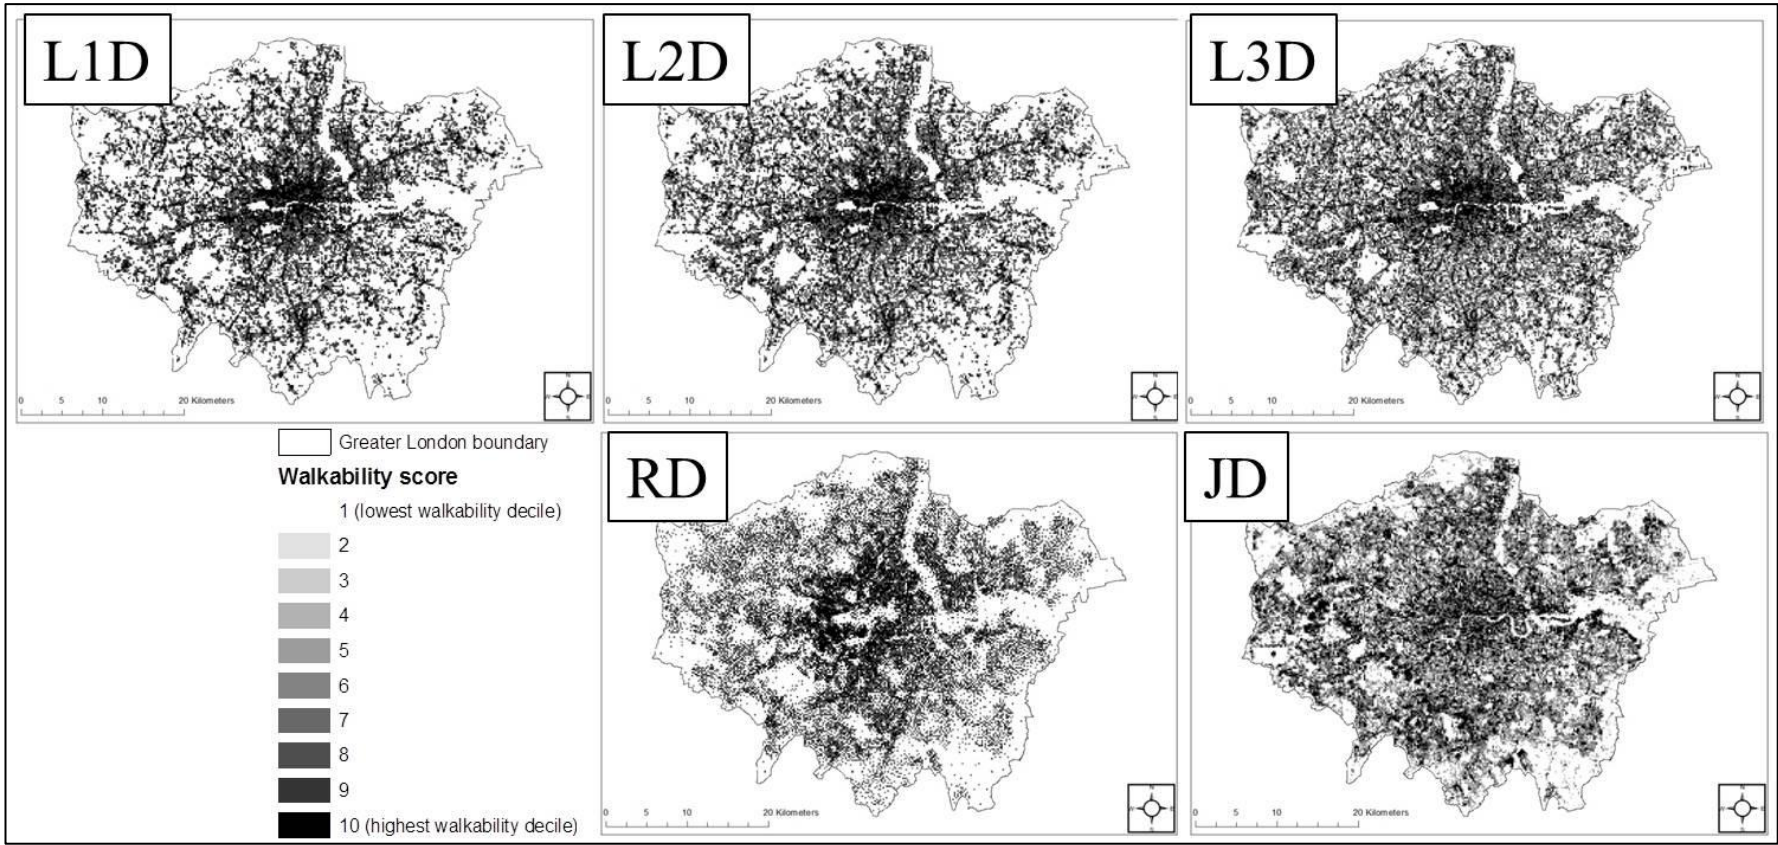 L1D
L2D
L3D
0 5 10 20 Kilometers
0 5 10 20 Kilometers
0 5 10 20 Kilometers
N
N
N
Greater London boundary
Walkability score
1 (lowest walkability decile)
2
3
4
5
6
7
8
9
10 (highest walkability decile)
RD
JD
0 5 10 20 Kilometers
0 5 10 20 Kilometers
N
N